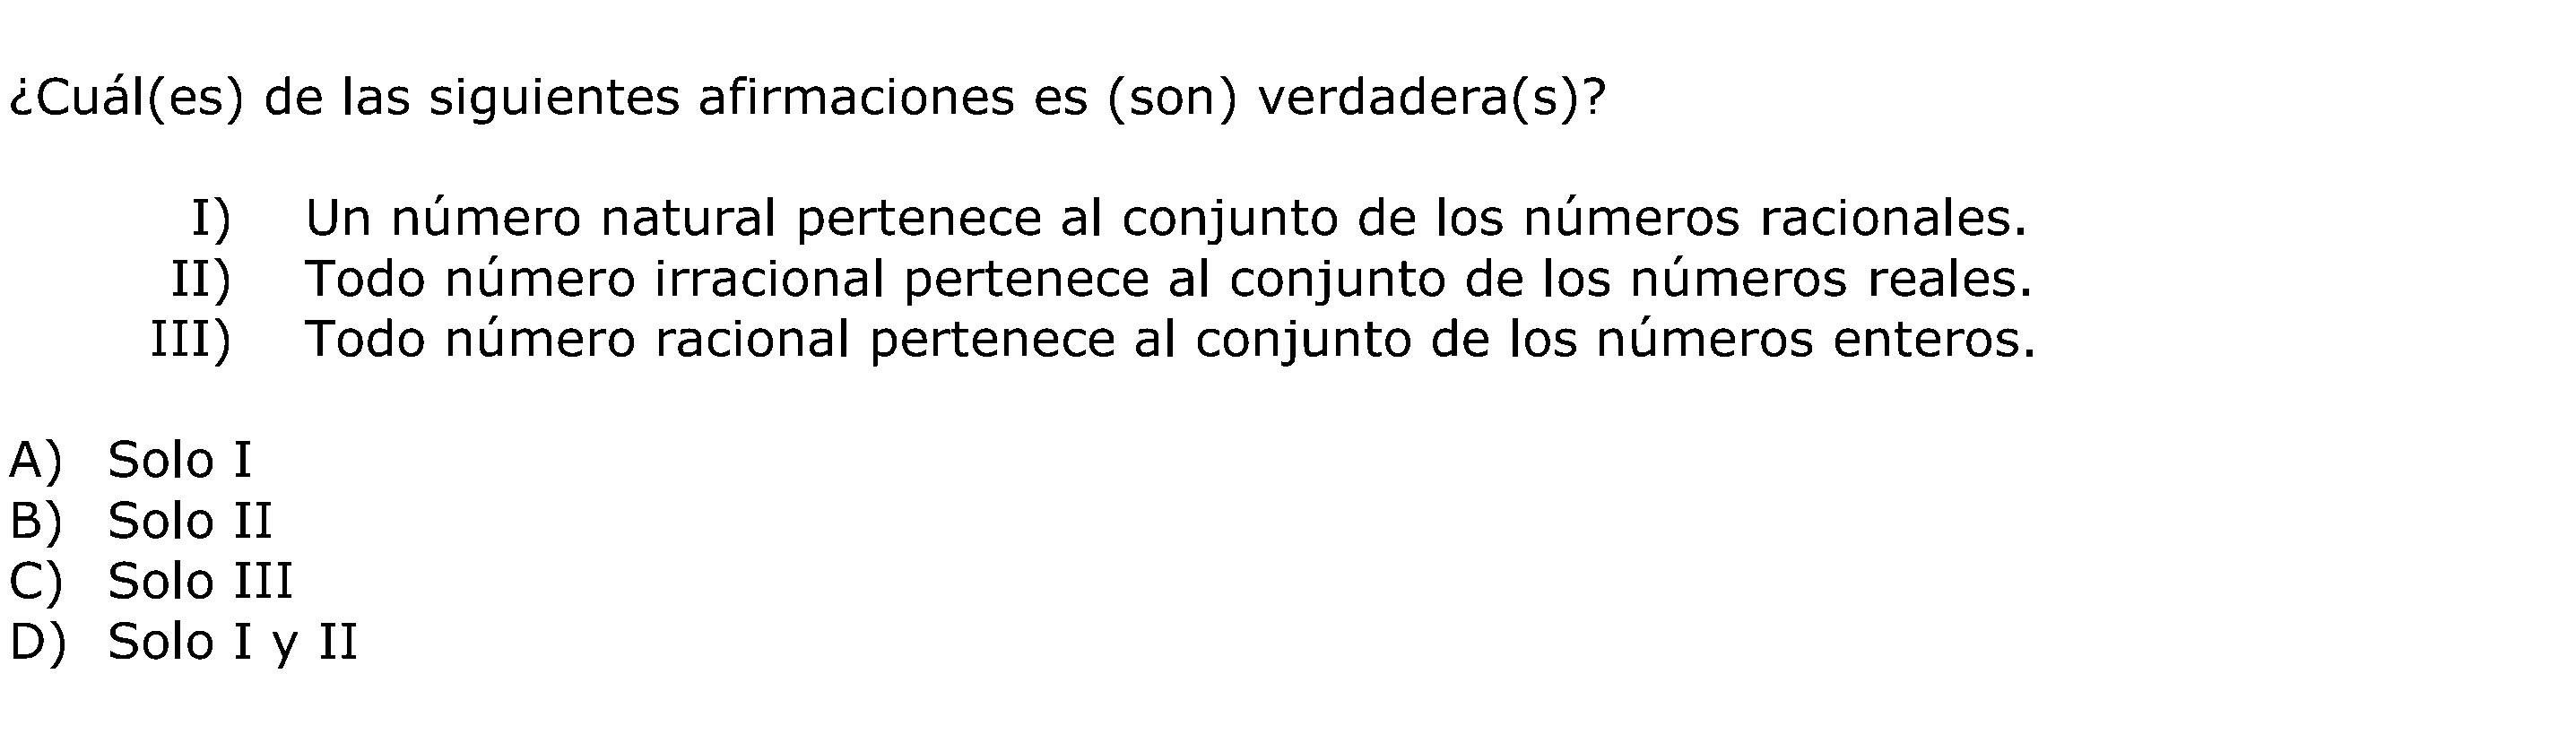 ¿Cuál(es) de las siguientes afirmaciones es (son) verdadera(s)?
I) Un número natural pertenece al conjunto de los números racionales.
II) Todo número irracional pertenece al conjunto de los números reales.
III) Todo número racional pertenece al conjunto de los números enteros.
A) Solo I
B) Solo II
C) Solo III
D) Solo I y II